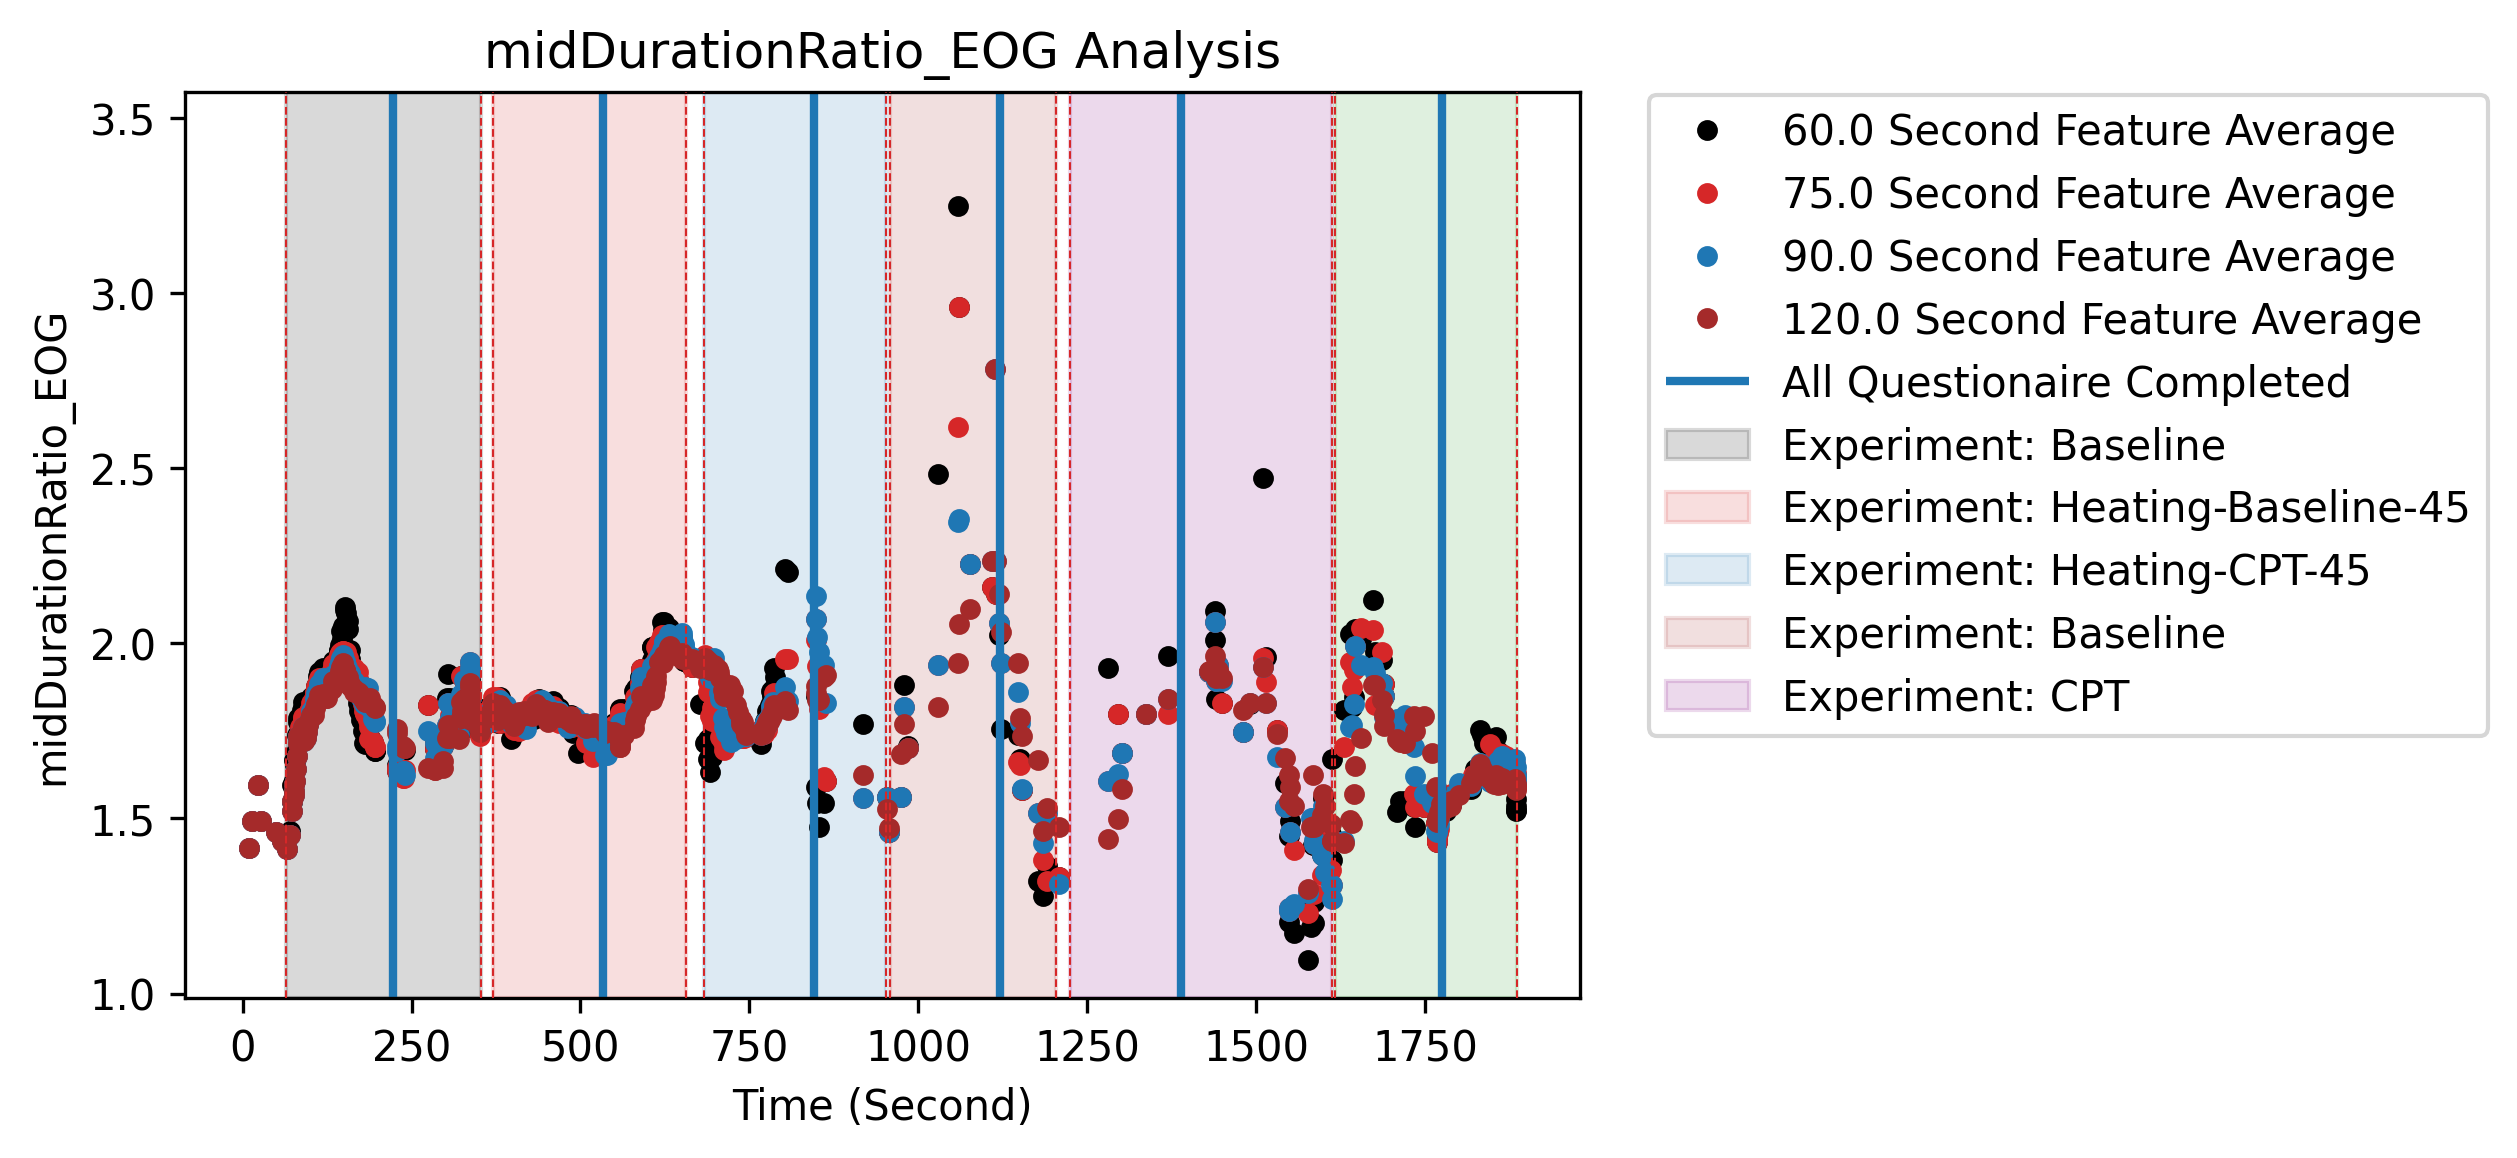 midDurationRatio_EOG Analysis
midDurationRatio_EOG
3.5
3.0
2.5
2.0
1.5
1.0
0 250 500 750 1000 1250 1500 1750
Time (Second)
60.0 Second Feature Average
75.0 Second Feature Average
90.0 Second Feature Average
120.0 Second Feature Average
All Questionaire Completed
Experiment: Baseline
Experiment: Heating-Baseline-45
Experiment: Heating-CPT-45
Experiment: Baseline
Experiment: CPT